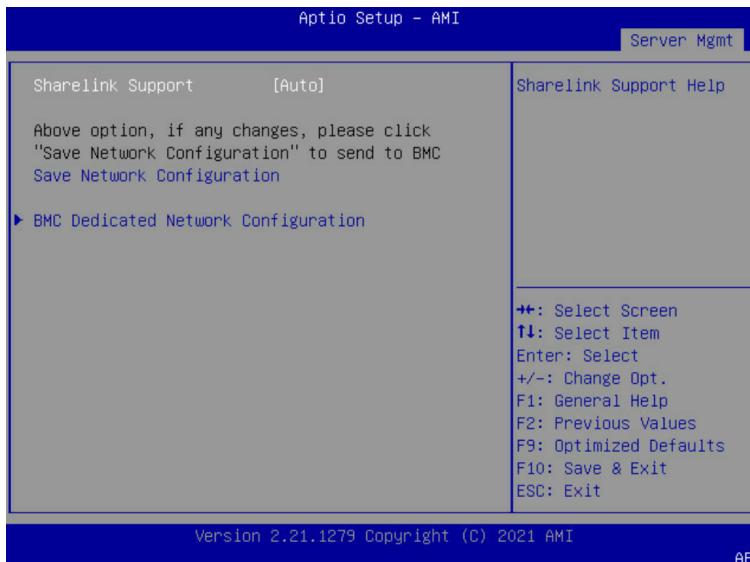 Aptio Setup – AMI
Server Mgmt
Sharelink Support [Auto]
Above option, if any changes, please click
"Save Network Configuration" to send to BMC
Save Network Configuration
BMC Dedicated Network Configuration
Sharelink Support Help
→←: Select Screen
↑↓: Select Item
Enter: Select
+/-: Change Opt.
F1: General Help
F2: Previous Values
F9: Optimized Defaults
F10: Save & Exit
ESC: Exit
Version 2.21.1279 Copyright (C) 2021 AMI